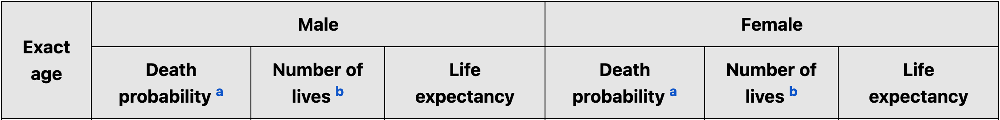 Exact
age
Male
Female
Death
probability a
Number of
lives b
Life
expectancy
Death
probability a
Number of
lives b
Life
expectancy